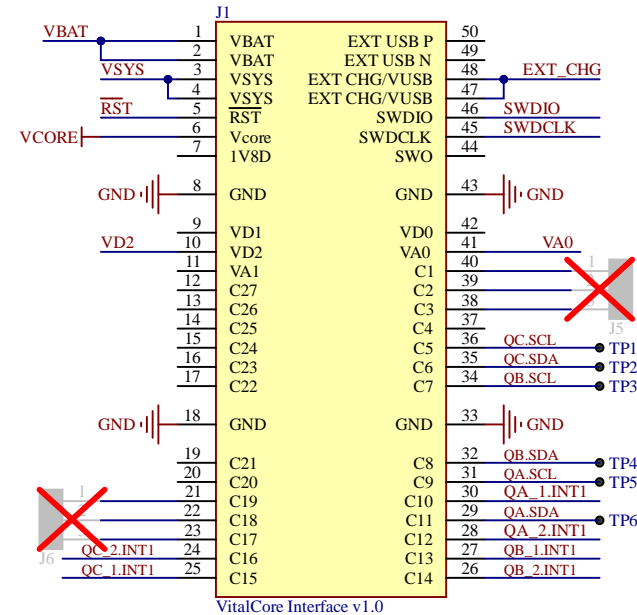 J1
VBAT 1 VBAT EXT USB P 50
2 VBAT EXT USB N 49
VSYS 3 VSYS EXT CHG/VUSB 48 EXT_CHG
4 VSYS EXT CHG/VUSB 47
RST 5 RST SWDIO 46 SWDIO
VCORE 6 Vcore SWDCLK 45 SWDCLK
7 1V8D SWO 44
GND 8 GND GND 43 GND
9 VD1 VD0 42
VD2 10 VD2 VA0 41 VA0
11 VA1 C1 40 1
12 C27 C2 39
13 C26 C3 38
14 C25 C4 37 J5
15 C24 C5 36 QC.SCL TP1
16 C23 C6 35 QC.SDA TP2
17 C22 C7 34 QB.SCL TP3
GND 18 GND GND 33 GND
19 C21 C8 32 QB.SDA TP4
20 C20 C9 31 QA.SCL TP5
1 21 C19 C10 30 QA_1.INT1
22 C18 C11 29 QA.SDA TP6
23 C17 C12 28 QA_2.INT1
J6 QC_2.INT1 24 C16 C13 27 QB_1.INT1
QC_1.INT1 25 C15 C14 26 QB_2.INT1
VitalCore Interface v1.0